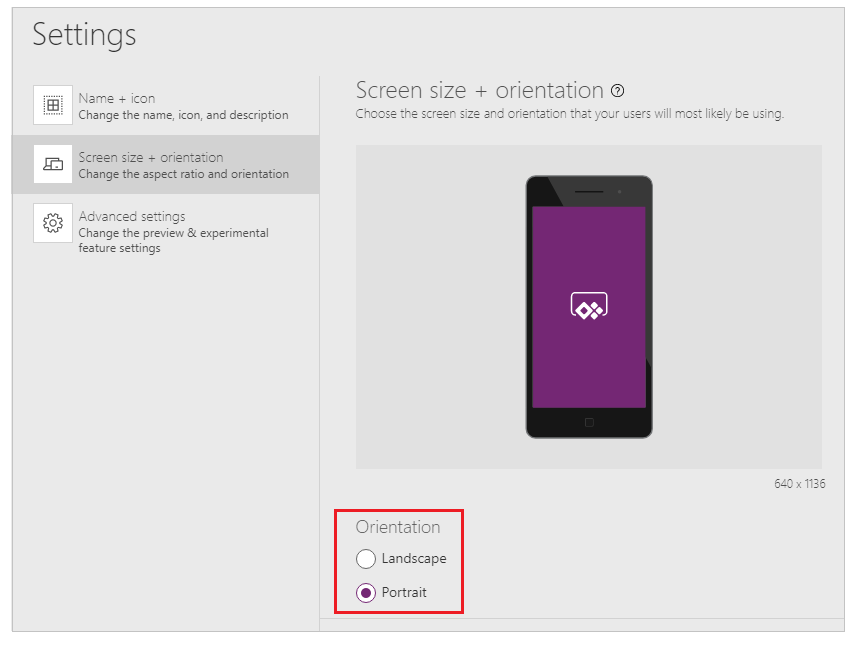 Settings
Name + icon
Change the name, icon, and description
Screen size + orientation
Change the aspect ratio and orientation
Advanced settings
Change the preview & experimental
feature settings
Screen size + orientation ?
Choose the screen size and orientation that your users will most likely be using.
640 x 1136
Orientation
Landscape
Portrait